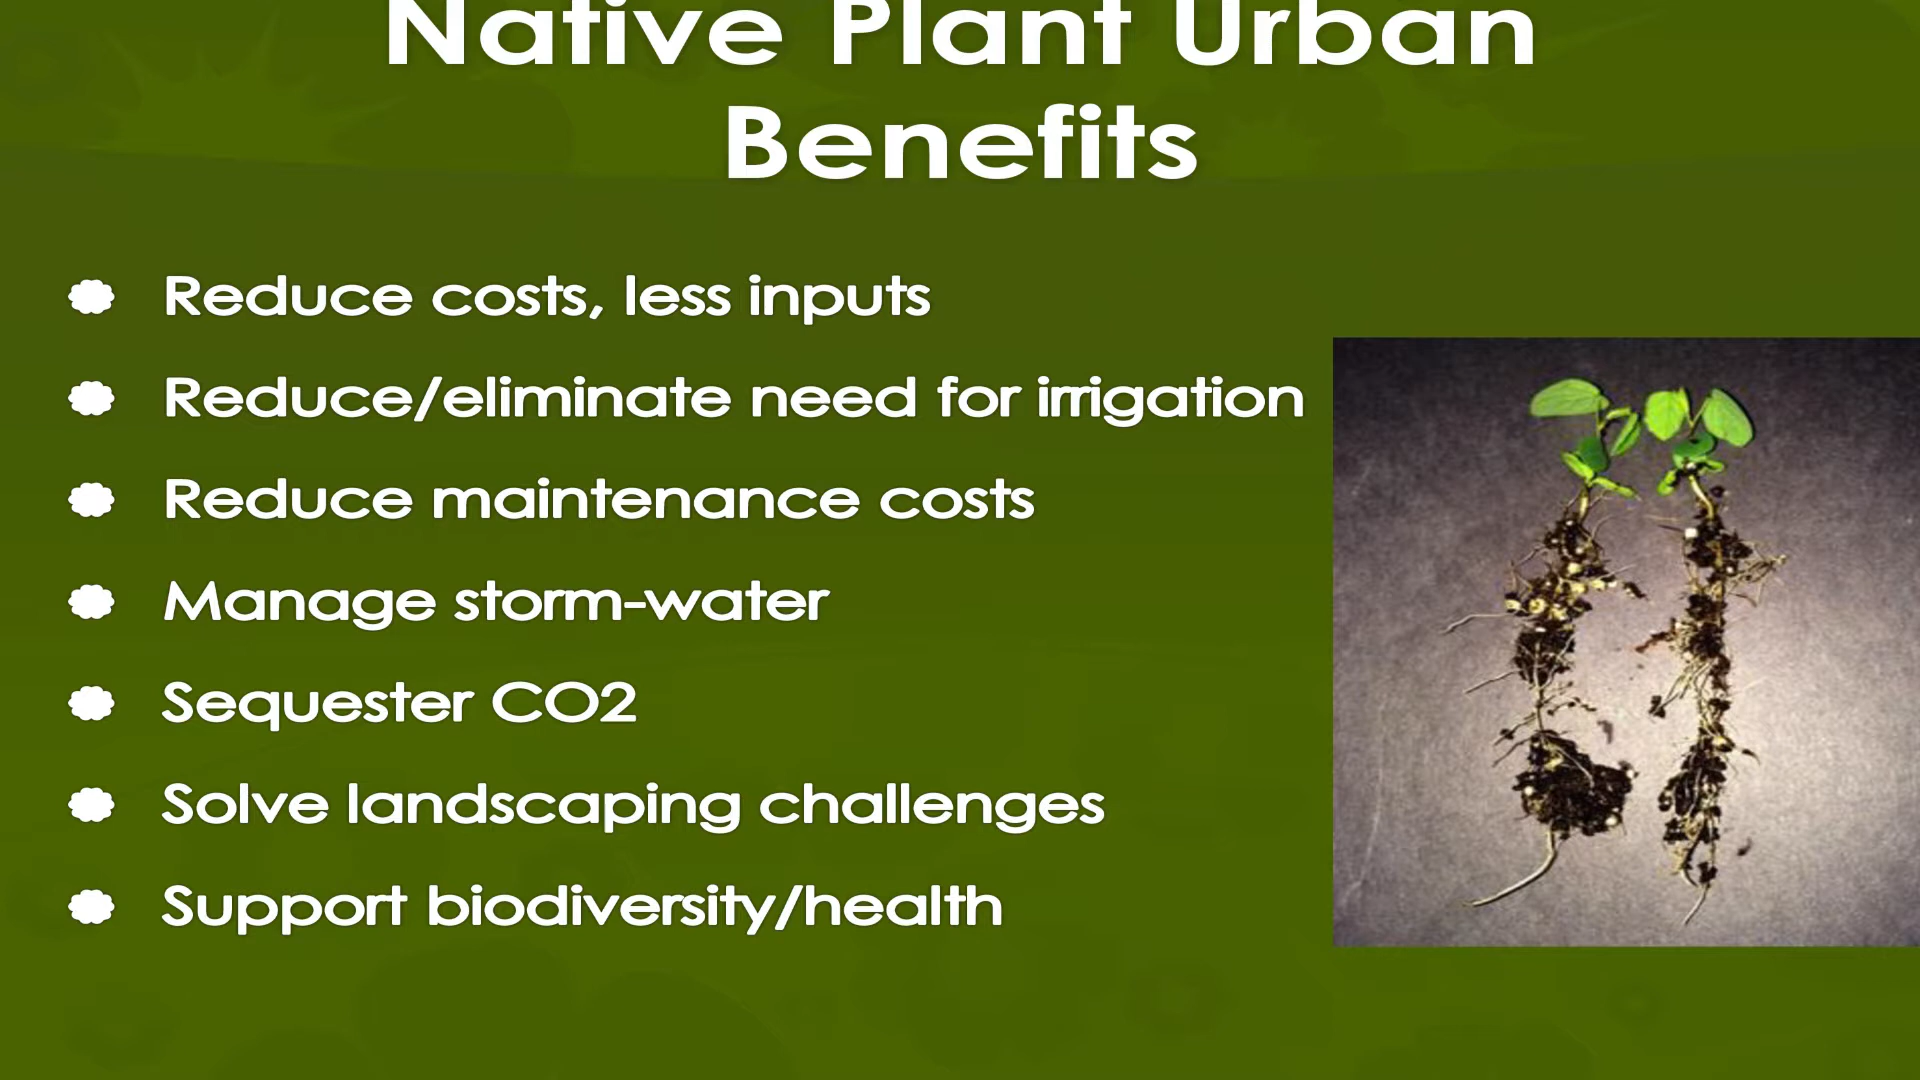 Native Plant Urban
Benefits
Reduce costs, less inputs
Reduce/eliminate need for irrigation
Reduce maintenance costs
Manage storm-water
Sequester CO2
Solve landscaping challenges
Support biodiversity/health